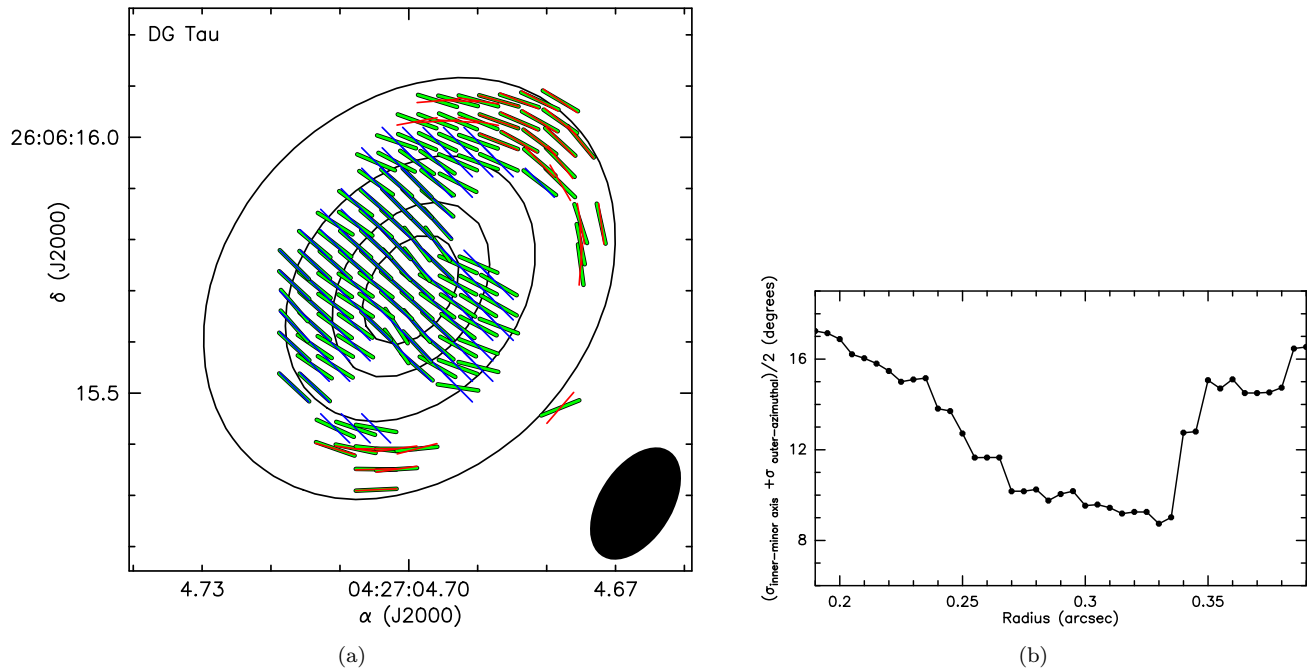 DG Tau
26:06:16.0
15.5
δ (J2000)
4.73
04:27:04.70
4.67
α (J2000)
(a)
(σinner−minor axis +σ outer−azimuthal)/2 (degrees)
16
12
8
0.2
0.25
0.3
0.35
Radius (arcsec)
(b)